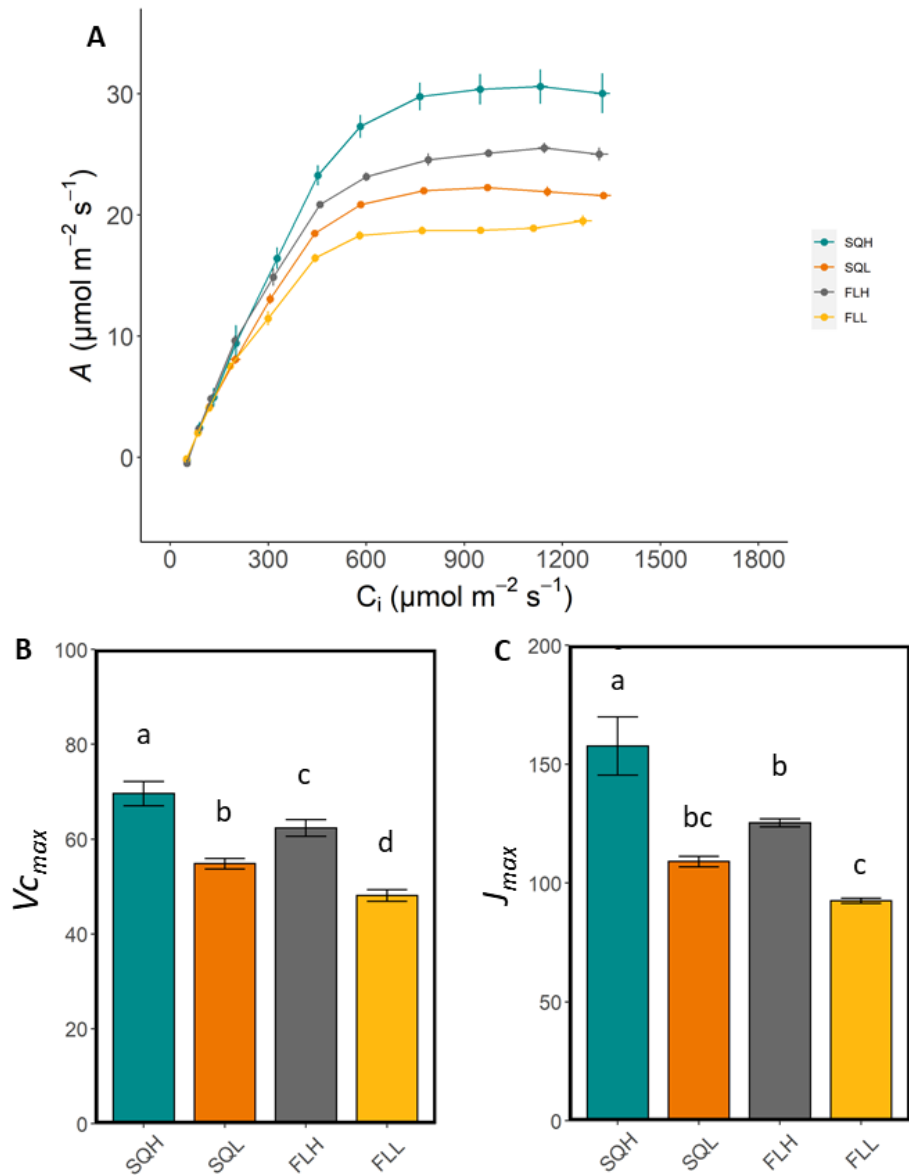 A
30
20
10
0
A (µmol m⁻² s⁻¹)
0 300 600 900 1200 1500 1800
Cᵢ (µmol m⁻² s⁻¹)
SQH
SQL
FLH
FLL
B
100
80
60
40
20
0
Vc_max
a
b
c
d
SQH SQL FLH FLL
C
200
150
100
50
0
J_max
a
bc
b
c
SQH SQL FLH FLL